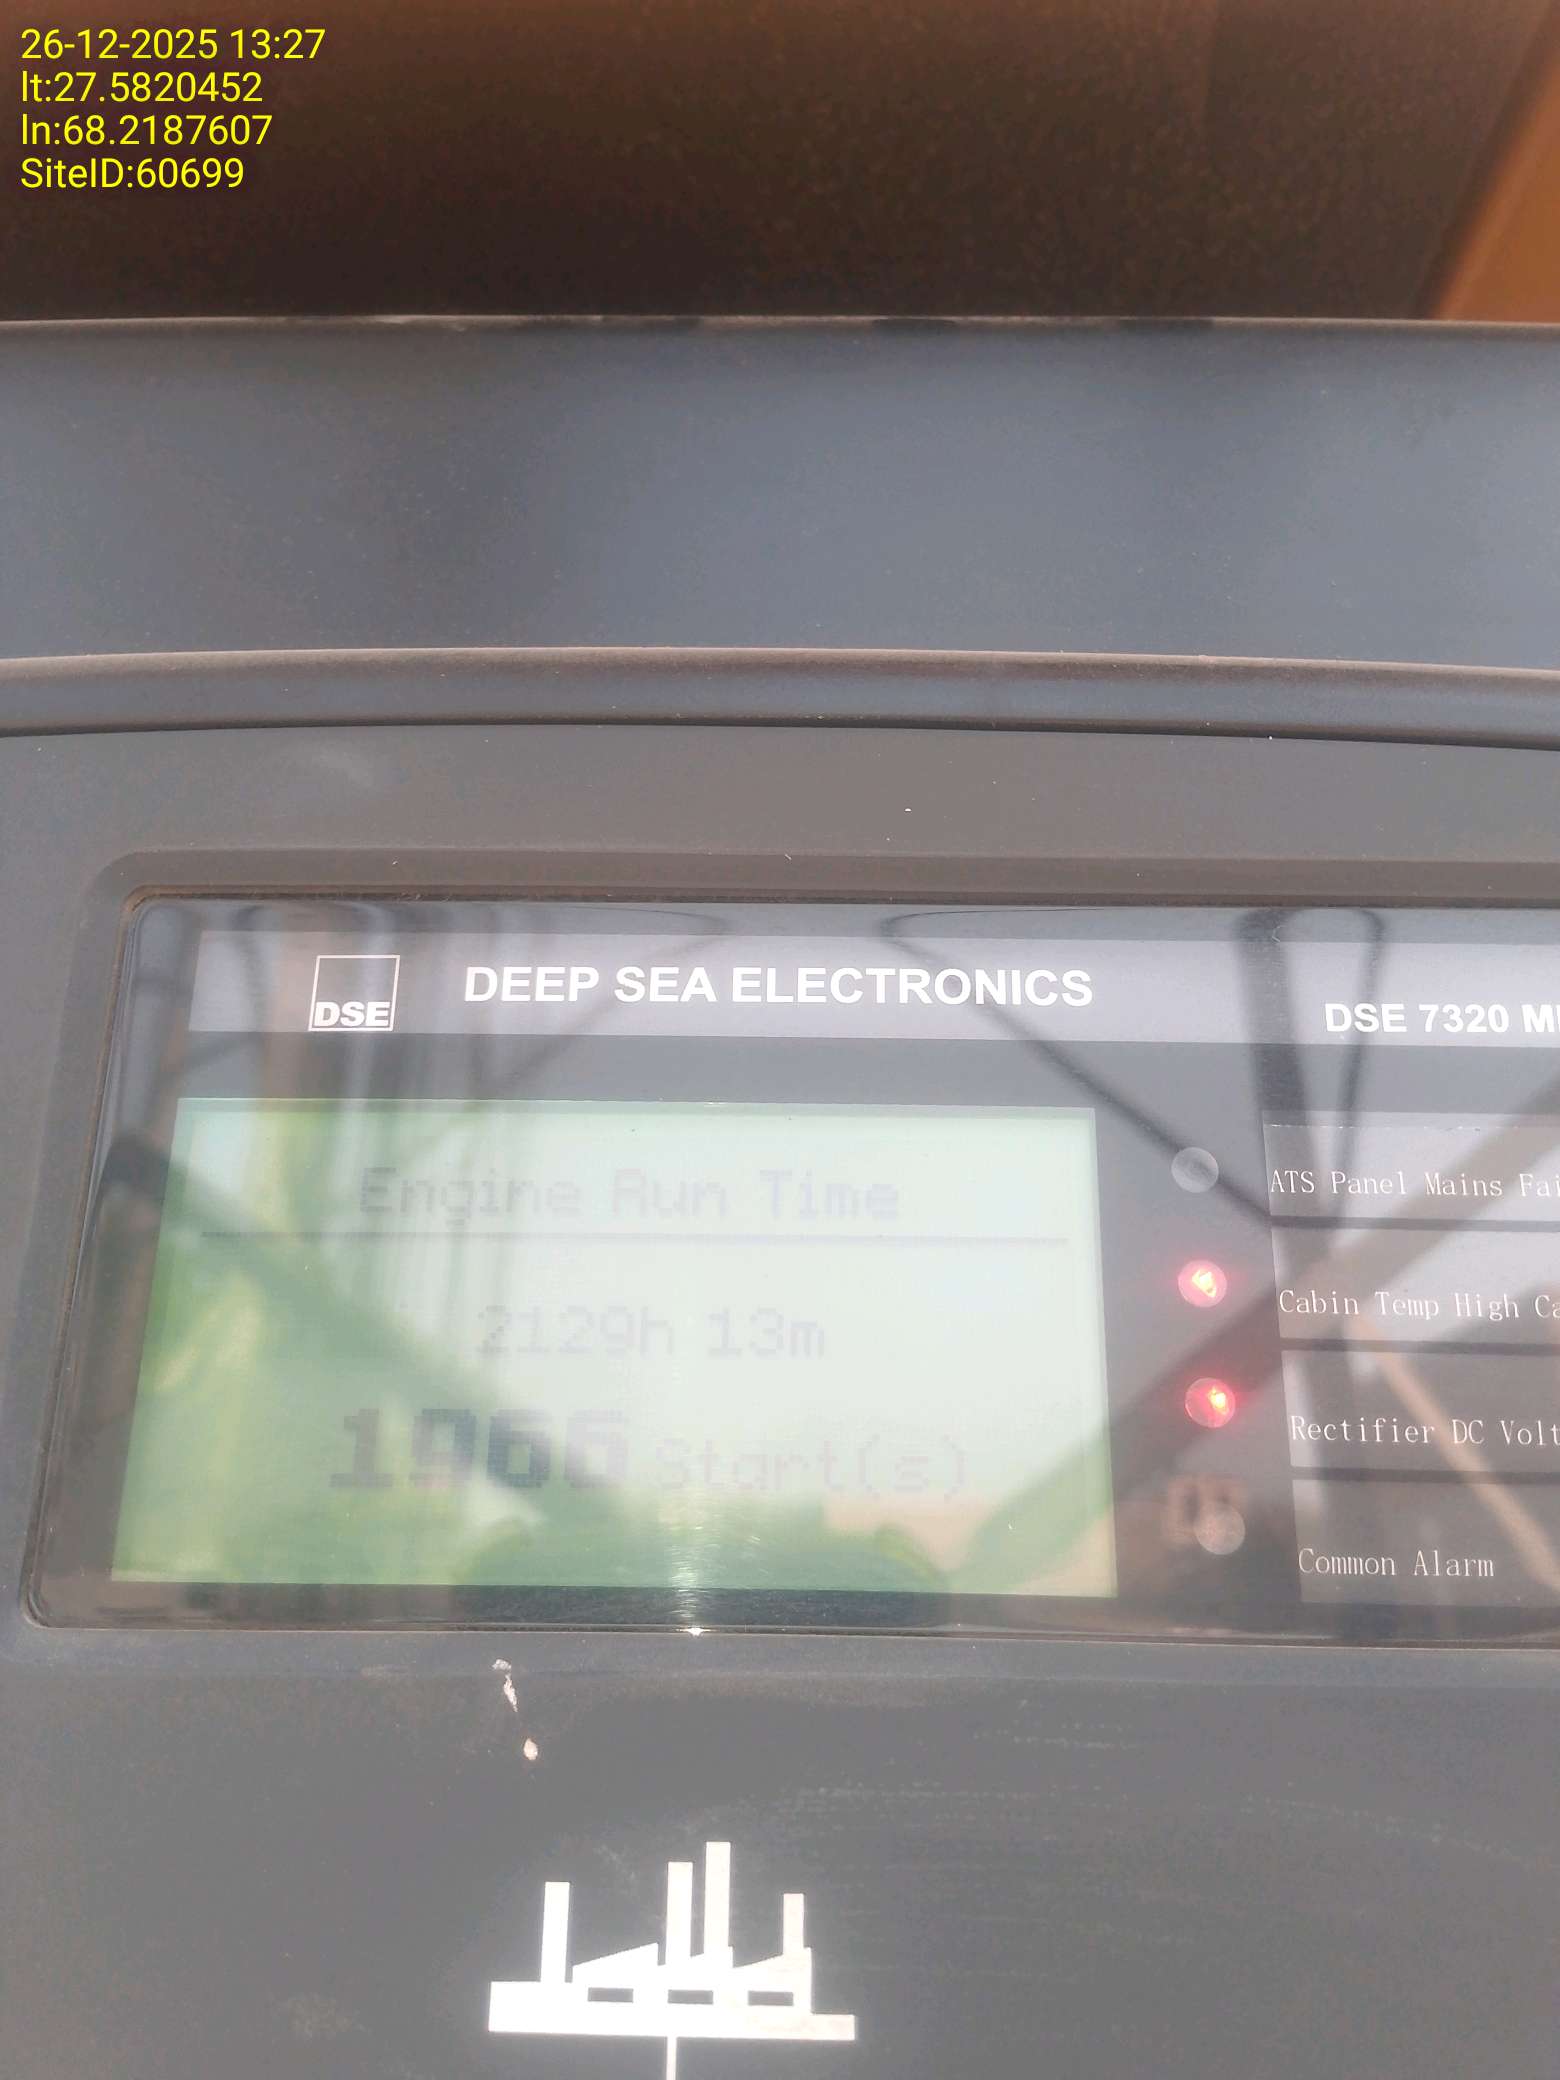 26-12-2025 13:27
lt:27.5820452
ln:68.2187607
SiteID:60699
DSE
DEEP SEA ELECTRONICS
DSE 7320
Engine Run Time
2129h 13m
1966 Start(s)
ATS Panel Mains
Cabin Temp High
Rectifier DC
Common Alarm